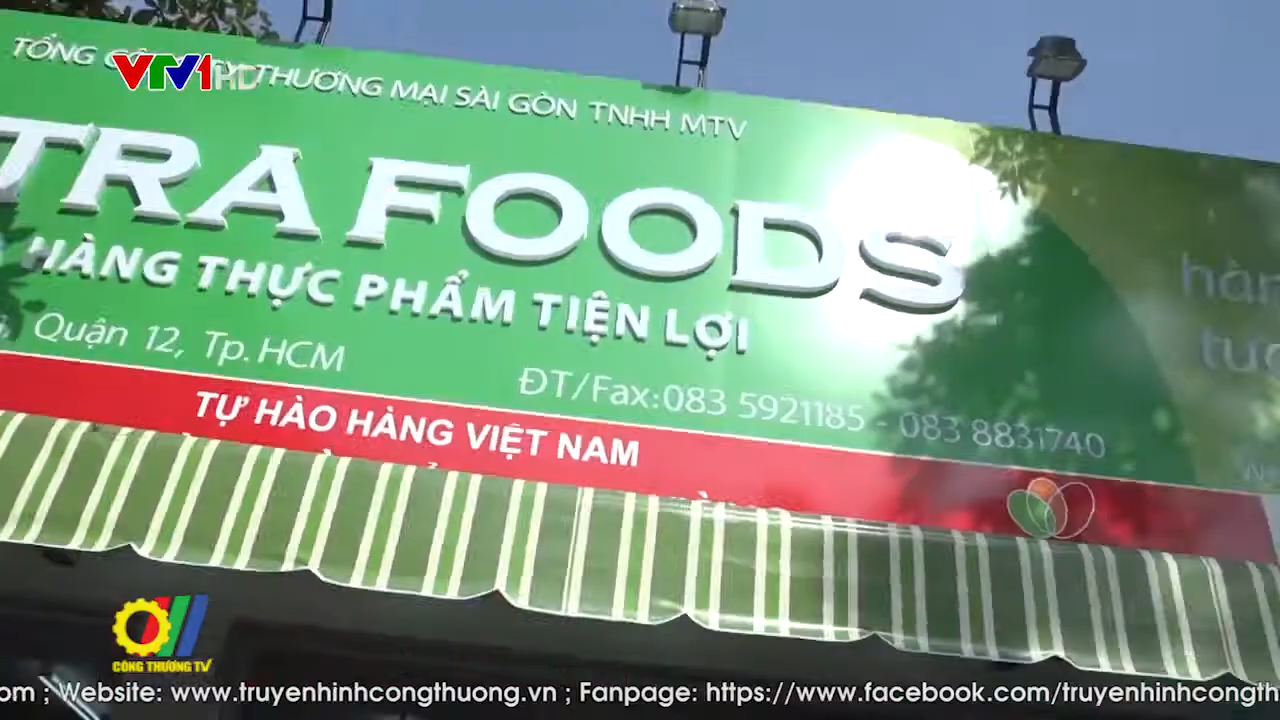 TỔNG CÔNG TY THƯƠNG MẠI SÀI GÒN TNHH MTV
VTV1 HD
TRA FOODS
HÀNG THỰC PHẨM TIỆN LỢI
Quận 12, Tp.HCM
ĐT/Fax:083 5921185 - 083 8831740
TỰ HÀO HÀNG VIỆT NAM
CÔNG THƯƠNG TV
om ; Website: www.truyenhinhcongthuong.vn ; Fanpage: https://www.facebook.com/truyenhinhcongth